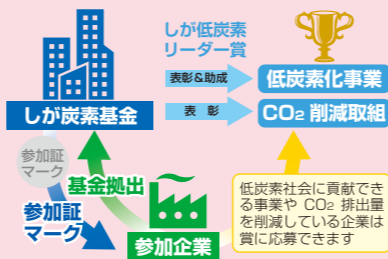 しが低炭素
リーダー賞
表彰&助成
低炭素化事業
しが炭素基金
表 彰
CO₂ 削減取組
参加証
マーク
基金拠出
参加証
マーク
参加企業
低炭素社会に貢献でき
る事業や CO₂ 排出量
を削減している企業は
賞に応募できます